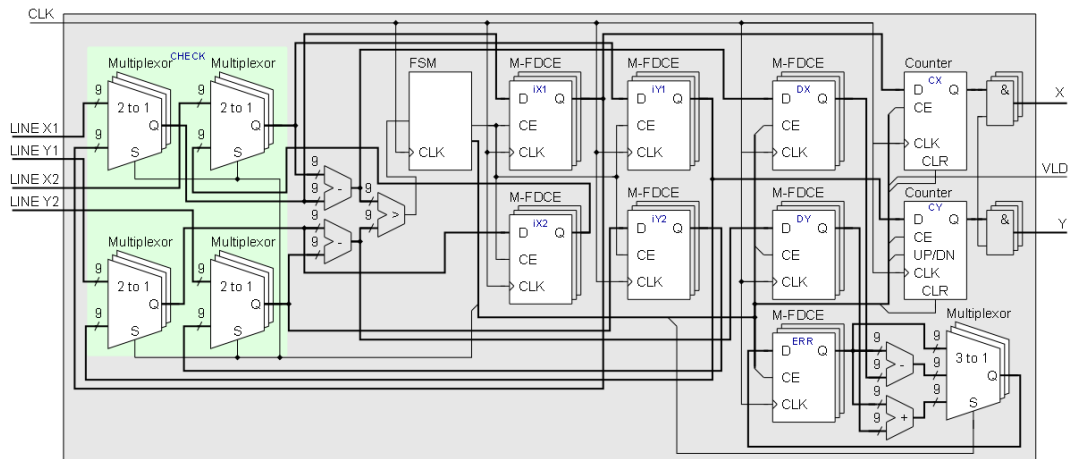 CLK
Multiplexor
CHECK
Multiplexor
FSM
M-FDCE
M-FDCE
M-FDCE
Counter
9
2 to 1
Q
S
9
9
2 to 1
Q
S
9
CLK
D
iX1
Q
CE
CLK
D
iY1
Q
CE
CLK
D
DX
Q
CE
CLK
D
CX
Q
CE
CLK
CLR
&
X
LINE X1
LINE Y1
LINE X2
LINE Y2
VLD
9
9
-
9
9
>
9
9
-
M-FDCE
M-FDCE
M-FDCE
Counter
D
iX2
Q
CE
CLK
D
iY2
Q
CE
CLK
D
DY
Q
CE
CLK
D
CY
Q
CE
UP/DN
CLK
CLR
&
Y
Multiplexor
Multiplexor
9
2 to 1
Q
S
9
9
2 to 1
Q
S
9
M-FDCE
Multiplexor
D
ERR
Q
CE
CLK
9
9
-
9
9
+
9
9
9
3 to 1
Q
S